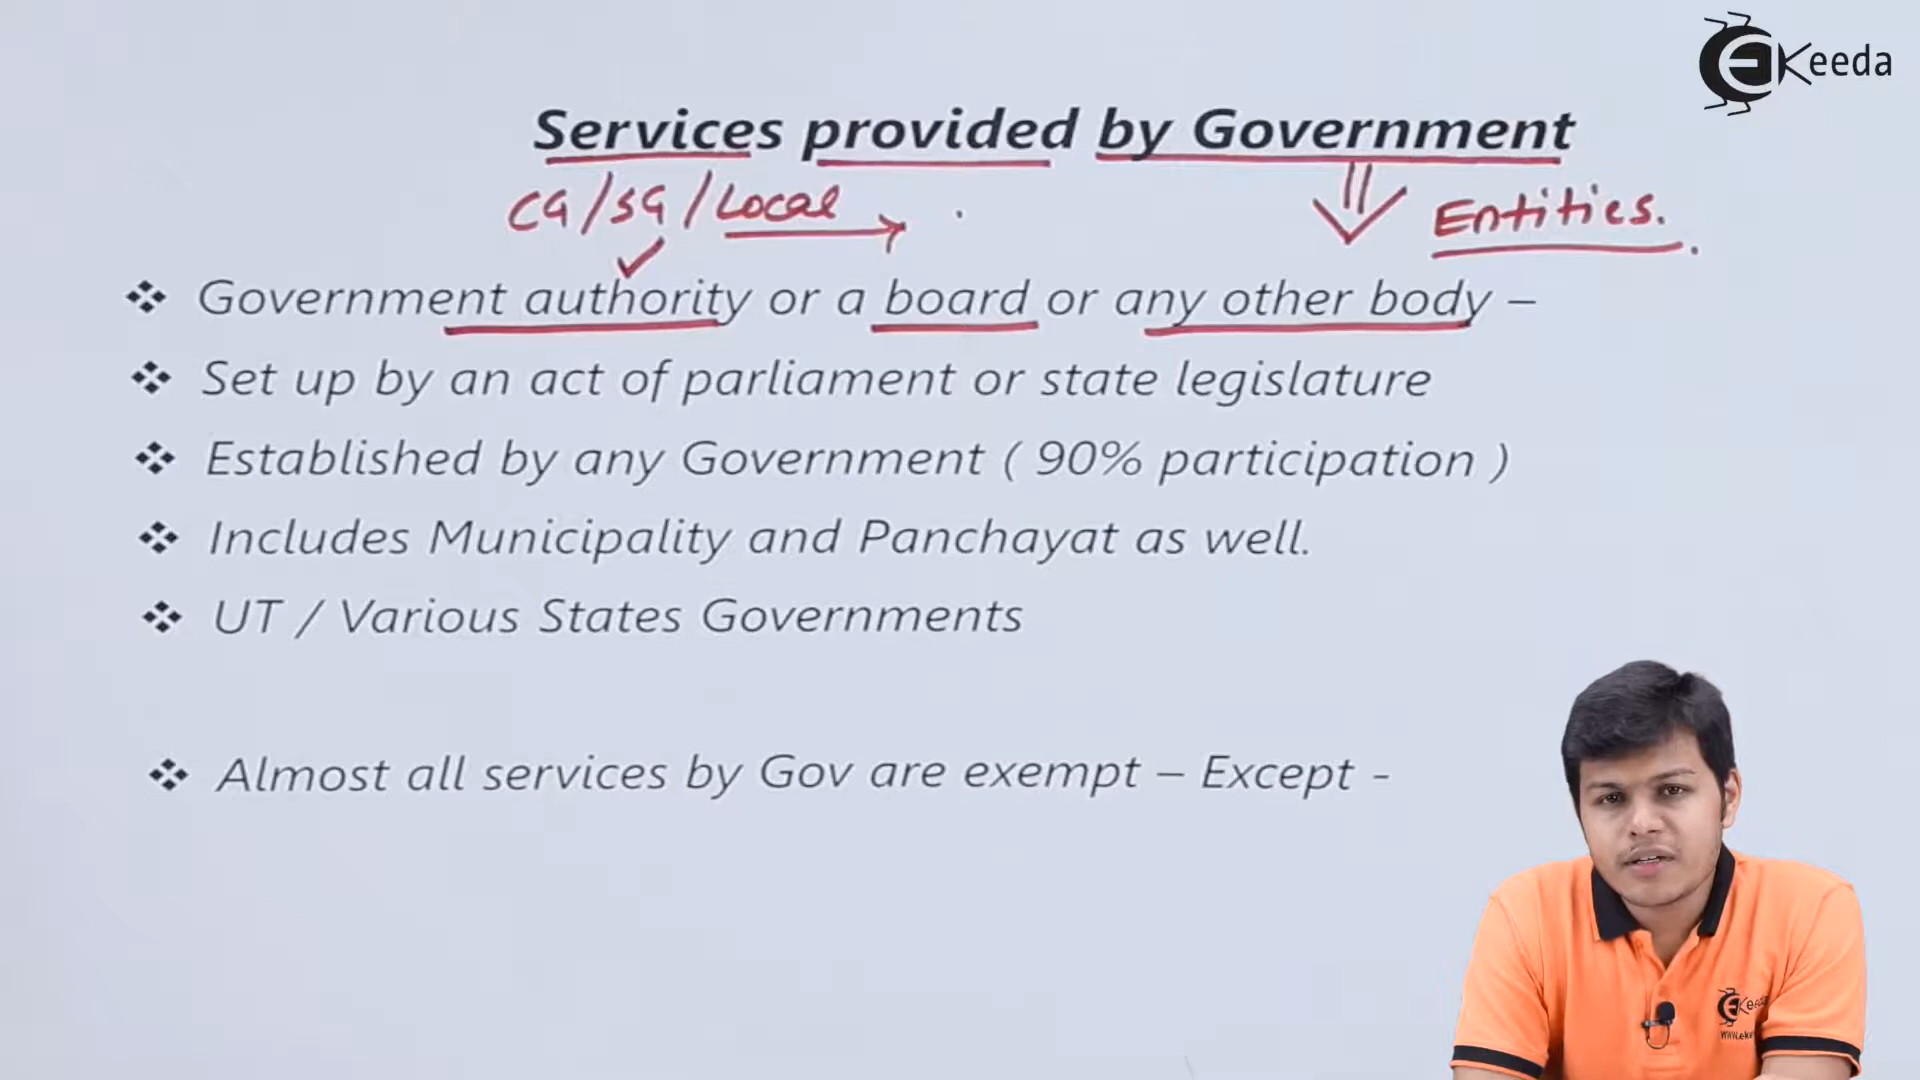 Ekeeda
Services provided by Government
CG/SG/Local
Entities.
Government authority or a board or any other body –
Set up by an act of parliament or state legislature
Established by any Government ( 90% participation )
Includes Municipality and Panchayat as well.
UT / Various States Governments
Almost all services by Gov are exempt – Except -